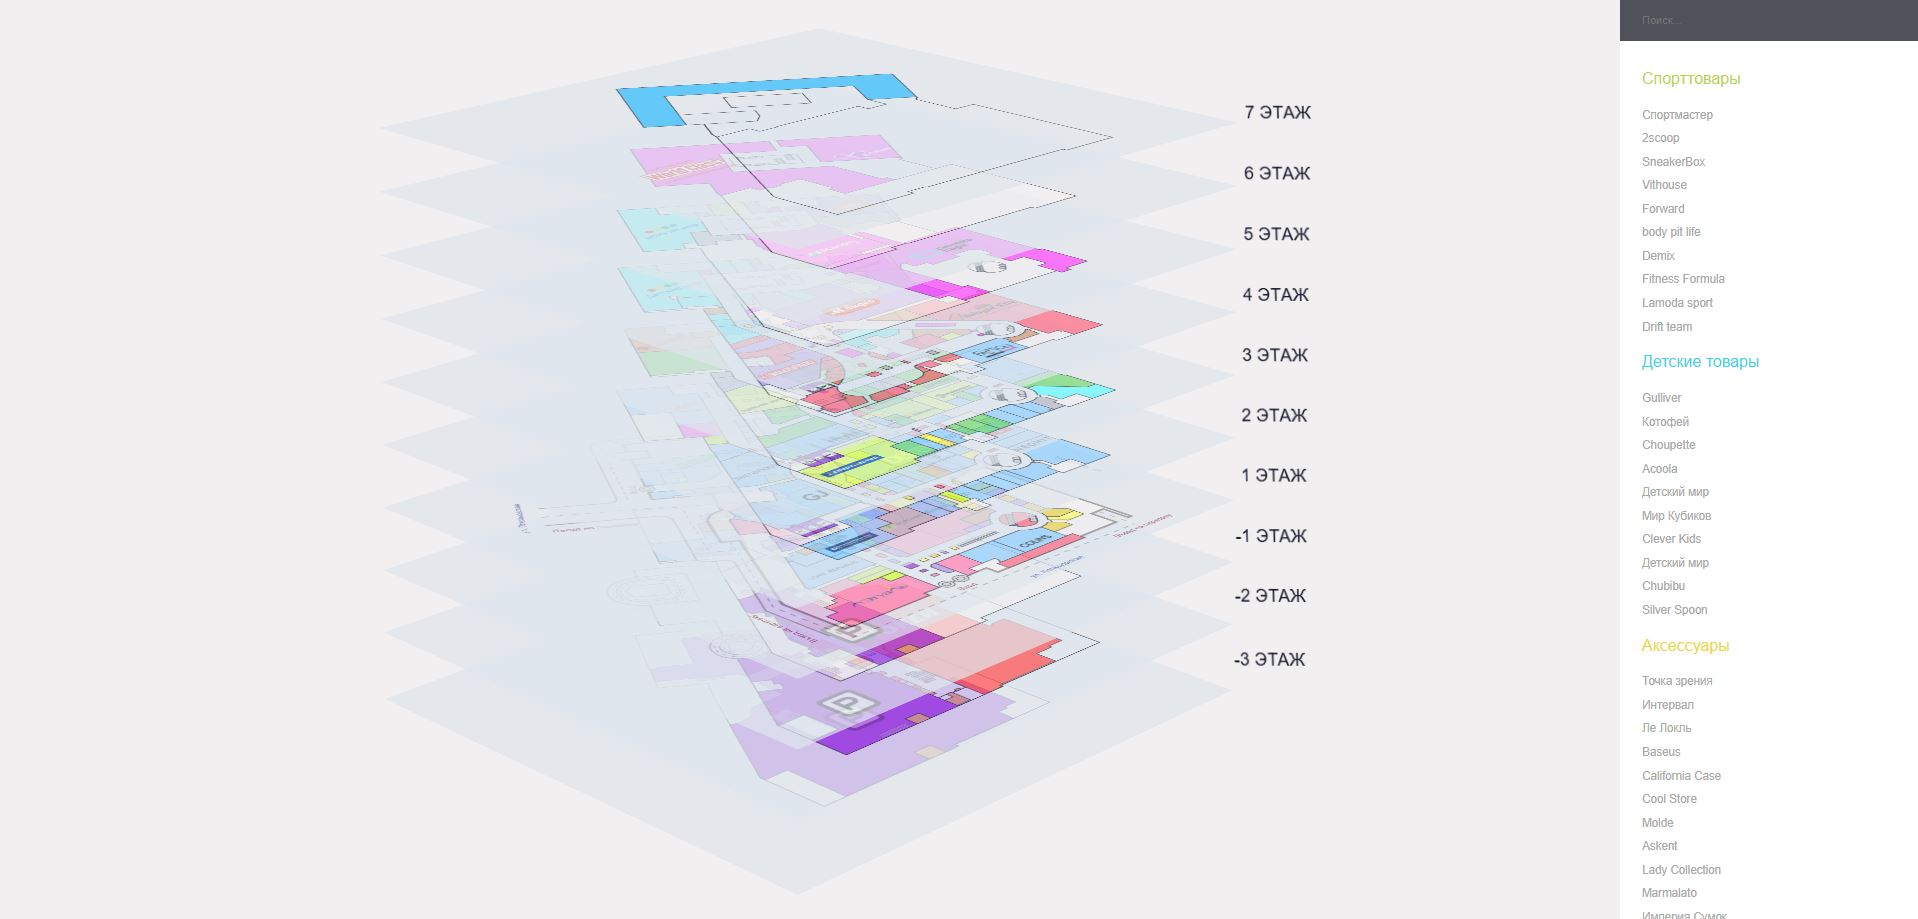 7 ЭТАЖ
6 ЭТАЖ
5 ЭТАЖ
4 ЭТАЖ
3 ЭТАЖ
2 ЭТАЖ
1 ЭТАЖ
-1 ЭТАЖ
-2 ЭТАЖ
-3 ЭТАЖ
World Class
GJ
P
P
Поиск...
Спорттовары
Спортмастер
2scoop
SneakerBox
Vithouse
Forward
body pit life
Demix
Fitness Formula
Lamoda sport
Drift team
Детские товары
Gulliver
Котофей
Choupette
Acoola
Детский мир
Мир Кубиков
Clever Kids
Детский мир
Chubibu
Silver Spoon
Аксессуары
Точка зрения
Интервал
Ле Локль
Baseus
California Case
Cool Store
Molde
Askent
Lady Collection
Marmalato
Империя Сумок